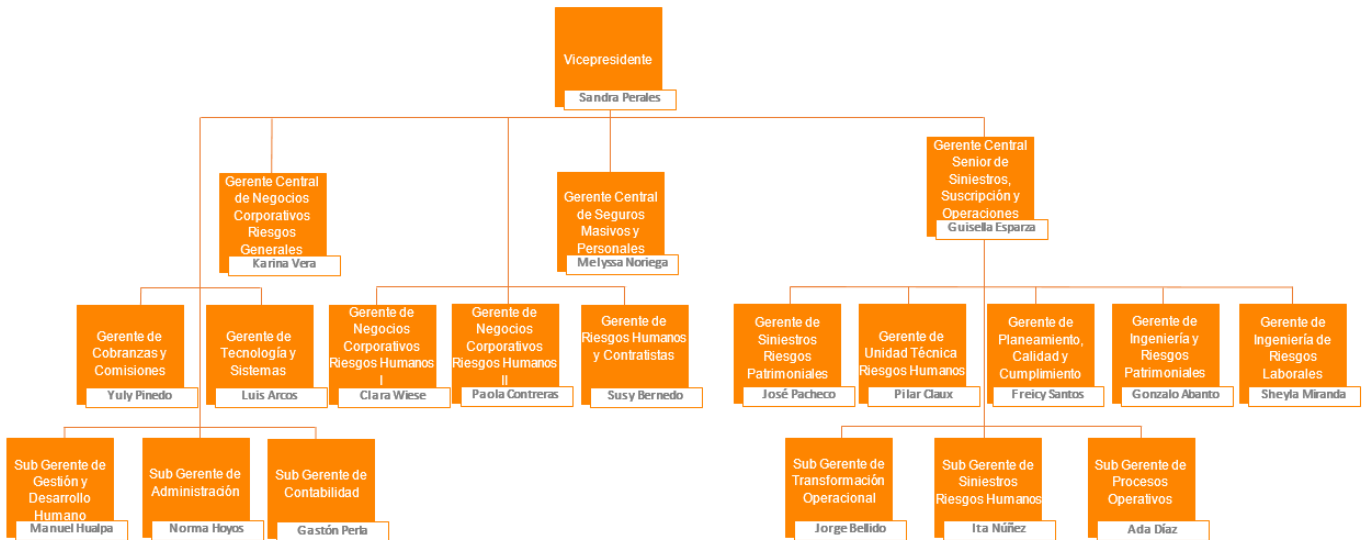 Vicepresidente
Sandra Perales
Gerente Central
de Negocios
Corporativos
Riesgos
Generales
Karina Vera
Gerente Central
de Seguros
Masivos y
Personales
Melyssa Noriega
Gerente Central
Senior de
Siniestros,
Suscripción y
Operaciones
Guisella Esparza
Gerente de
Cobranzas y
Comisiones
Yuly Pinedo
Gerente de
Tecnología y
Sistemas
Luis Arcos
Gerente de
Negocios
Corporativos
Riesgos Humanos
I
Clara Wiese
Gerente de
Negocios
Corporativos
Riesgos Humanos
II
Paola Contreras
Gerente de
Riesgos Humanos
y Contratistas
Susy Bernedo
Gerente de
Siniestros
Riesgos
Patrimoniales
José Pacheco
Gerente de
Unidad Técnica
Riesgos Humanos
Pilar Claux
Gerente de
Planeamiento,
Calidad y
Cumplimiento
Freicy Santos
Gerente de
Ingeniería y
Riesgos
Patrimoniales
Gonzalo Abanto
Gerente de
Ingeniería de
Riesgos
Laborales
Sheyla Miranda
Sub Gerente de
Gestión y
Desarrollo
Humano
Manuel Hualpa
Sub Gerente de
Administración
Norma Hoyos
Sub Gerente de
Contabilidad
Gastón Perla
Sub Gerente de
Transformación
Operacional
Jorge Bellido
Sub Gerente de
Siniestros
Riesgos Humanos
Ita Núñez
Sub Gerente de
Procesos
Operativos
Ada Díaz